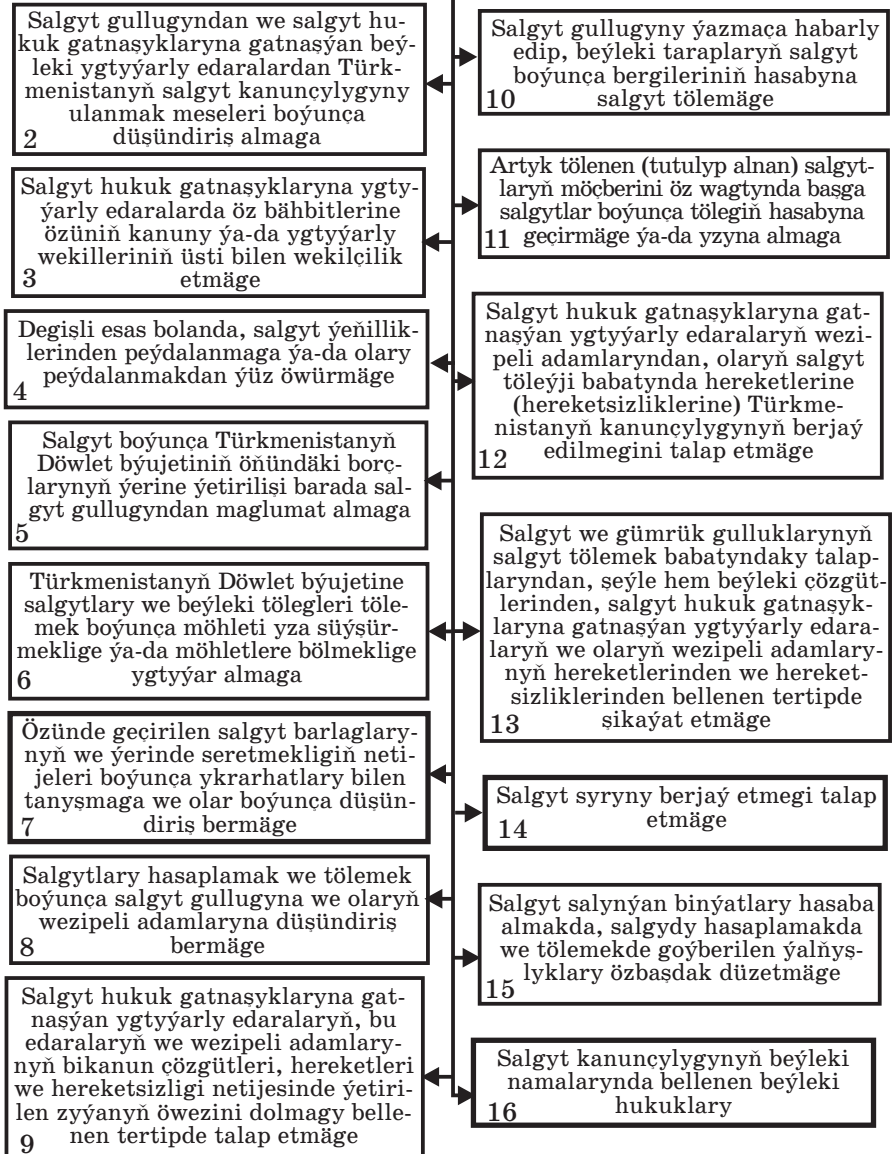 Salgyt gullugyndan we salgyt hu-
kuk gatnaşyklaryna gatnaşýan beý-
leki ygtyýarly edaralardan Türk-
menistanyň salgyt kanunçylygyny
ulanmak meseleri boýunça
2 düşündiriş almaga
Salgyt hukuk gatnaşyklaryna ygty-
ýarly edaralarda öz bähbitlerine
özüniň kanuny ýa-da ygtyýarly
wekilleriniň üsti bilen wekilçilik
3 etmäge
Degişli esas bolanda, salgyt ýeňillik-
lerinden peýdalanmaga ýa-da olary
4 peýdalanmakdan ýüz öwürmäge
Salgyt boýunça Türkmenistanyň
Döwlet býujetiniň öňündäki borç-
larynyň ýerine ýetirilişi barada sal-
5 gyt gullugyndan maglumat almaga
Türkmenistanyň Döwlet býujetine
salgytlary we beýleki tölegleri töle-
mek boýunça möhleti yza süýşür-
meklige ýa-da möhletlere bölmeklige
6 ygtyýar almaga
Özünde geçirilen salgyt barlaglary-
nyň we ýerinde seretmekligiň neti-
jeleri boýunça ykrarhatlary bilen
tanyşmaga we olar boýunça düşün-
7 diriş bermäge
Salgytlary hasaplamak we tölemek
boýunça salgyt gullugyna we olaryň
wezipeli adamlaryna düşündiriş
8 bermäge
Salgyt hukuk gatnaşyklaryna gat-
naşýan ygtyýarly edaralaryň, bu
edaralaryň we wezipeli adamlary-
nyň bikanun çözgütleri, hereketleri
we hereketsizligi netijesinde ýetiri-
len zyýanyň öwezini dolmagy belle-
9 nen tertipde talap etmäge
Salgyt gullugyny ýazmaça habarly
edip, beýleki taraplaryň salgyt
boýunça bergileriniň hasabyna
10 salgyt tölemäge
Artyk tölenen (tutulyp alnan) salgyt-
laryň möçberini öz wagtynda başga
salgytlar boýunça tölegiň hasabyna
11 geçirmäge ýa-da yzyna almaga
Salgyt hukuk gatnaşyklaryna gat-
naşýan ygtyýarly edaralaryň wezi-
peli adamlaryndan, olaryň salgyt
töleýji babatynda hereketlerine
(hereketsizliklerine) Türkme-
nistanyň kanunçylygynyň berjaý
12 edilmegini talap etmäge
Salgyt we gümrük gulluklarynyň
salgyt tölemek babatyndaky talap-
laryndan, şeýle hem beýleki çözgüt-
lerinden, salgyt hukuk gatnaşyk-
laryna gatnaşýan ygtyýarly edara-
laryň we olaryň wezipeli adamlary-
nyň hereketlerinden we hereket-
sizliklerinden bellenen tertipde
13 şikaýat etmäge
Salgyt syryny berjaý etmegi talap
14 etmäge
Salgyt salynýan binýatlary hasaba
almakda, salgydy hasaplamakda
we tölemekde goýberilen ýalňyş-
15 lyklary özbaşdak düzetmäge
Salgyt kanunçylygynyň beýleki
namalarynda bellenen beýleki
16 hukuklary